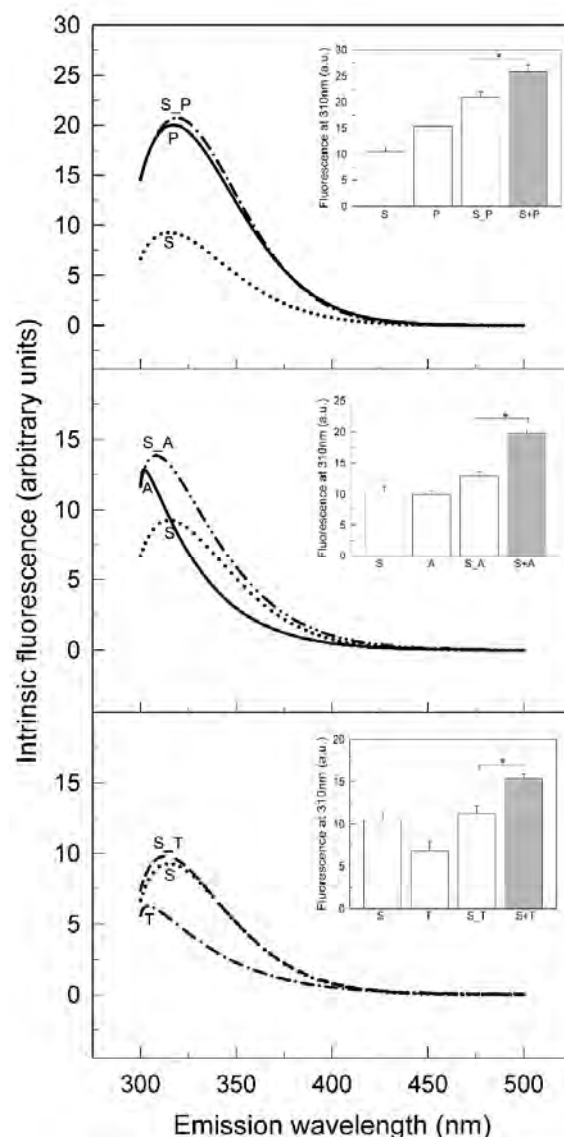 Intrinsic fluorescence (arbitrary units)
30
25
20
15
10
5
0
S_P
P
S
Fluorescence at 310nm (a.u.)
30
25
20
15
10
5
0
*
S P S_P S+P
15
10
5
0
S_A
A
S
Fluorescence at 310nm (a.u.)
25
20
15
10
5
0
*
S A S_A S+A
15
10
5
0
S_T
S
T
Fluorescence at 310nm (a.u.)
20
15
10
5
0
*
S T S_T S+T
300 350 400 450 500
Emission wavelength (nm)